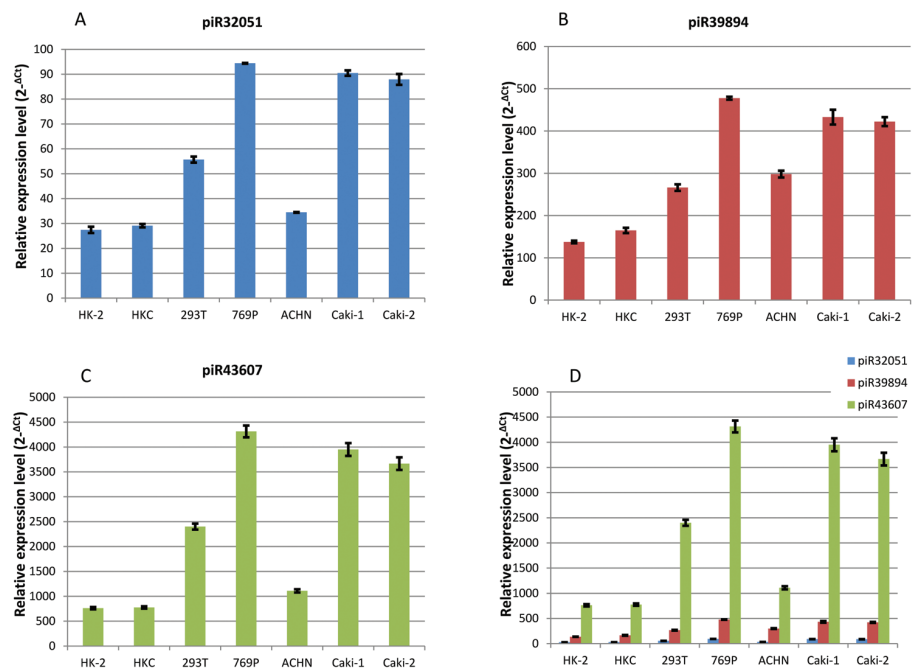 A
piR32051
Relative expression level (2-ΔCt)
100
90
80
70
60
50
40
30
20
10
0
HK-2 HKC 293T 769P ACHN Caki-1 Caki-2
B
piR39894
Relative expression level (2-ΔCt)
600
500
400
300
200
100
0
HK-2 HKC 293T 769P ACHN Caki-1 Caki-2
C
piR43607
Relative expression level (2-ΔCt)
5000
4500
4000
3500
3000
2500
2000
1500
1000
500
0
HK-2 HKC 293T 769P ACHN Caki-1 Caki-2
D
piR32051
piR39894
piR43607
Relative expression level (2-ΔCt)
5000
4500
4000
3500
3000
2500
2000
1500
1000
500
0
HK-2 HKC 293T 769P ACHN Caki-1 Caki-2